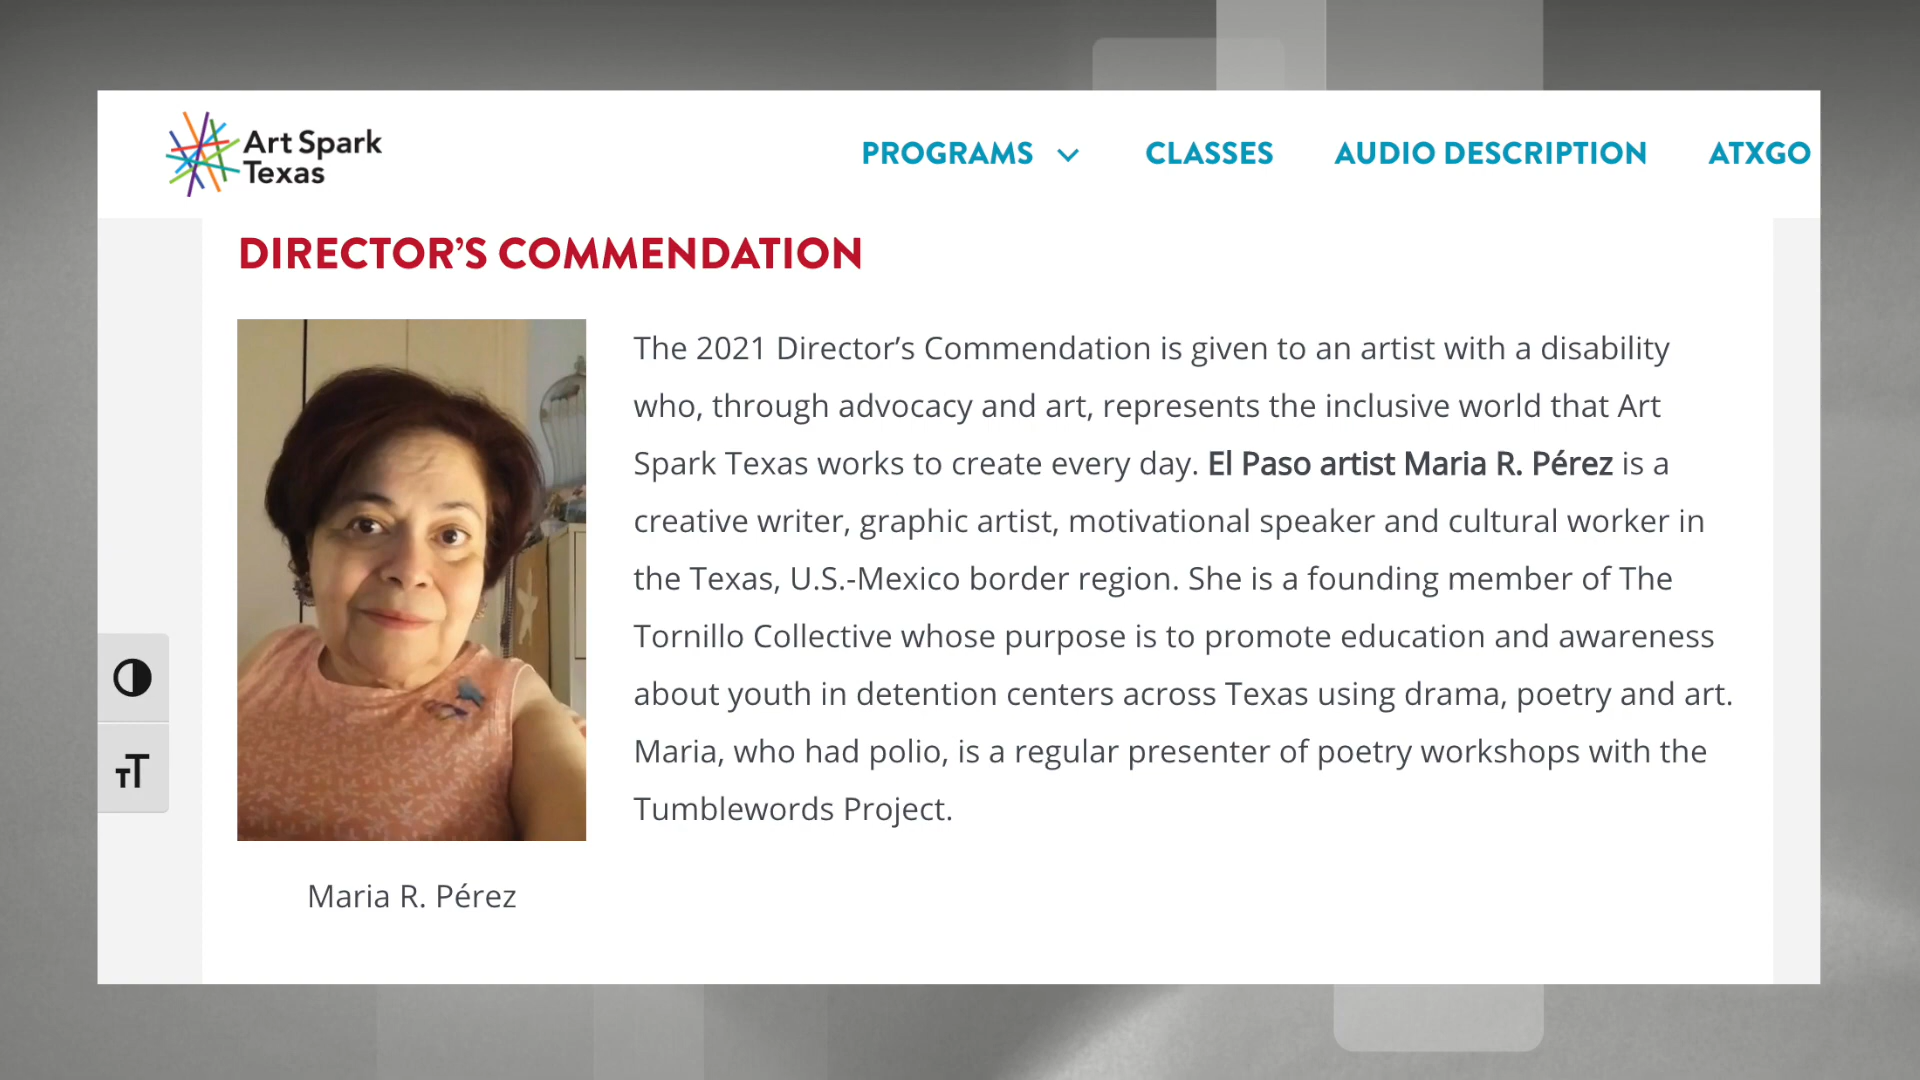 Art Spark
Texas
PROGRAMS
CLASSES
AUDIO DESCRIPTION
ATXGO
DIRECTOR’S COMMENDATION
The 2021 Director’s Commendation is given to an artist with a disability
who, through advocacy and art, represents the inclusive world that Art
Spark Texas works to create every day. El Paso artist Maria R. Pérez is a
creative writer, graphic artist, motivational speaker and cultural worker in
the Texas, U.S.-Mexico border region. She is a founding member of The
Tornillo Collective whose purpose is to promote education and awareness
about youth in detention centers across Texas using drama, poetry and art.
Maria, who had polio, is a regular presenter of poetry workshops with the
Tumblewords Project.
Maria R. Pérez
TT